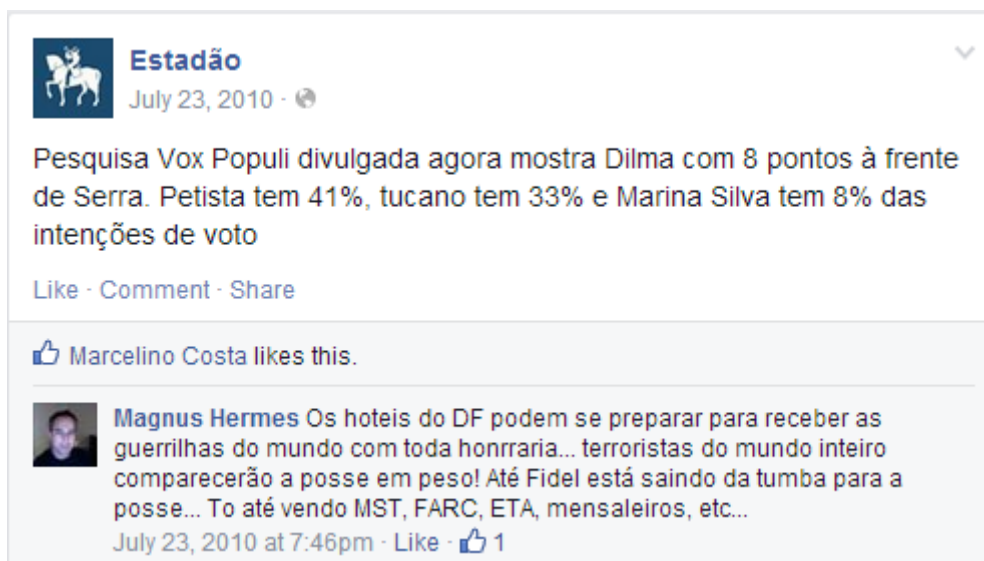 Estadão
July 23, 2010 ·
Pesquisa Vox Populi divulgada agora mostra Dilma com 8 pontos à frente
de Serra. Petista tem 41%, tucano tem 33% e Marina Silva tem 8% das
intenções de voto
Like · Comment · Share
Marcelino Costa likes this.
Magnus Hermes Os hoteis do DF podem se preparar para receber as
guerrilhas do mundo com toda honrraria... terroristas do mundo inteiro
comparecerão a posse em peso! Até Fidel está saindo da tumba para a
posse... To até vendo MST, FARC, ETA, mensaleiros, etc...
July 23, 2010 at 7:46pm · Like · 1